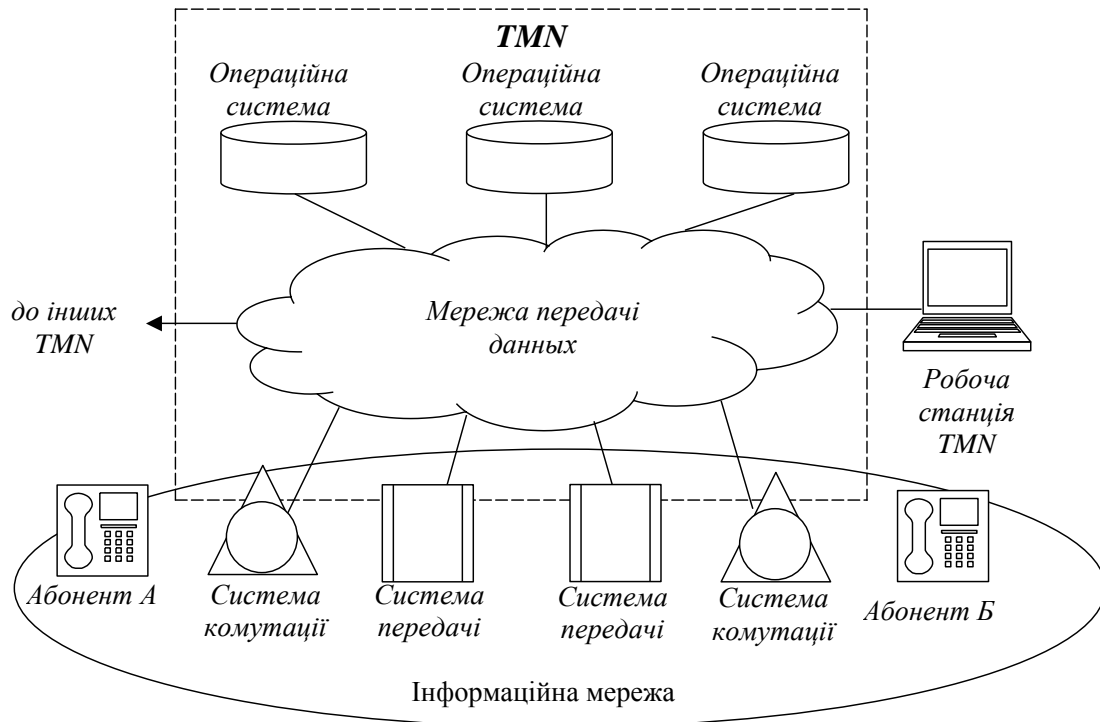 TMN
Операційна
система
Операційна
система
Операційна
система
до інших
TMN
Мережа передачі
данных
Робоча
станція
TMN
Абонент А
Система
комутації
Система
передачі
Система
передачі
Система
комутації
Абонент Б
Інформаційна мережа